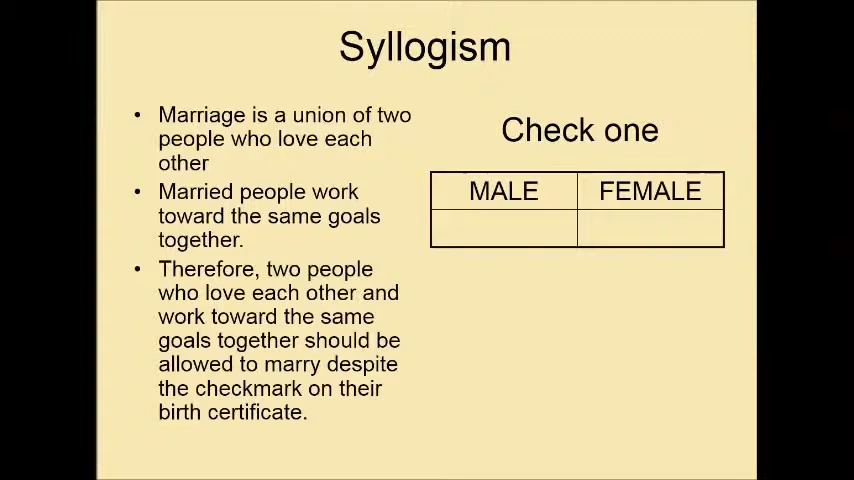 Syllogism
• Marriage is a union of two
people who love each
other
• Married people work
toward the same goals
together.
• Therefore, two people
who love each other and
work toward the same
goals together should be
allowed to marry despite
the checkmark on their
birth certificate.
Check one
MALE FEMALE